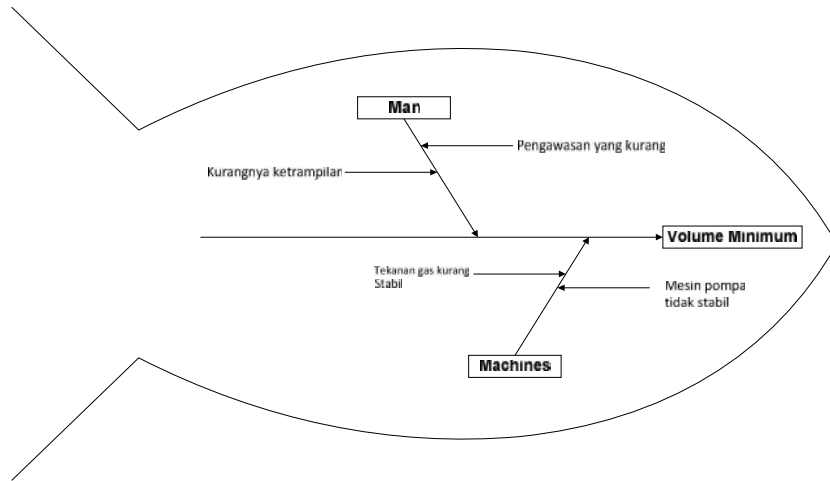 Man
Pengawasan yang kurang
Kurangnya ketrampilan
Volume Minimum
Tekanan gas kurang
Stabil
Mesin pompa
tidak stabil
Machines